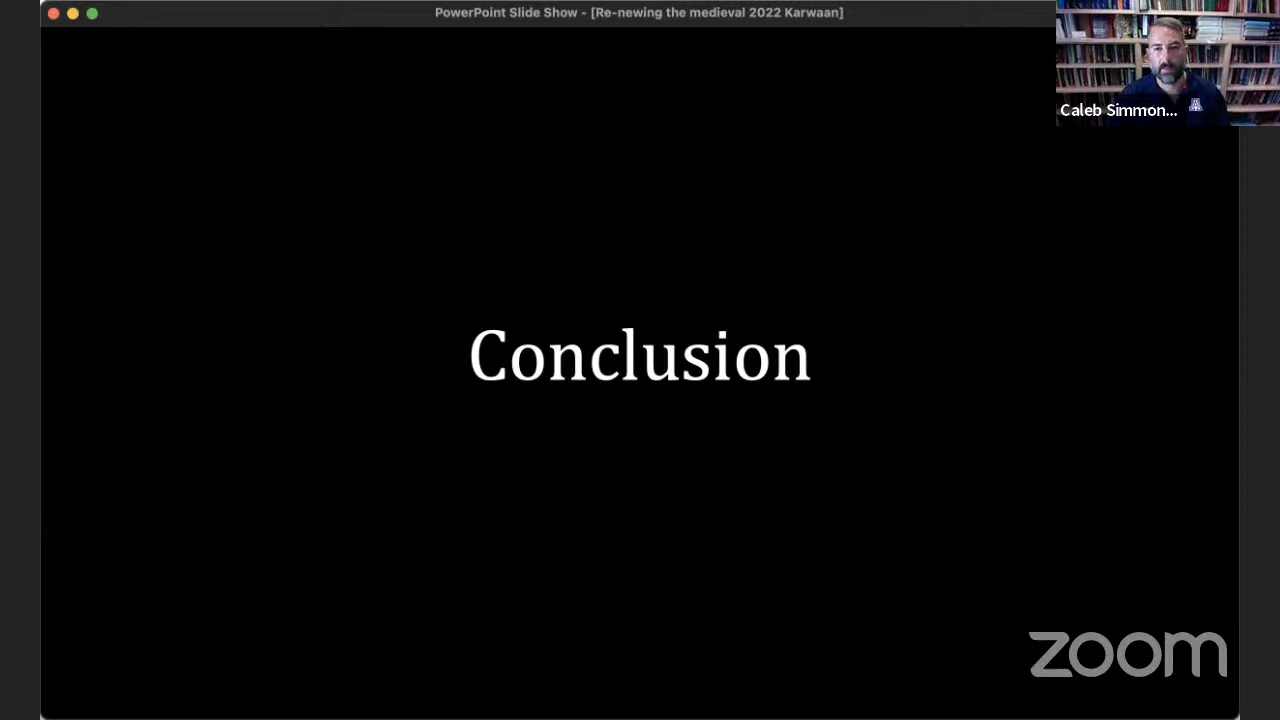 PowerPoint Slide Show - [Re-newing the medieval 2022 Karwaan]
Caleb Simmon...
Conclusion
zoom